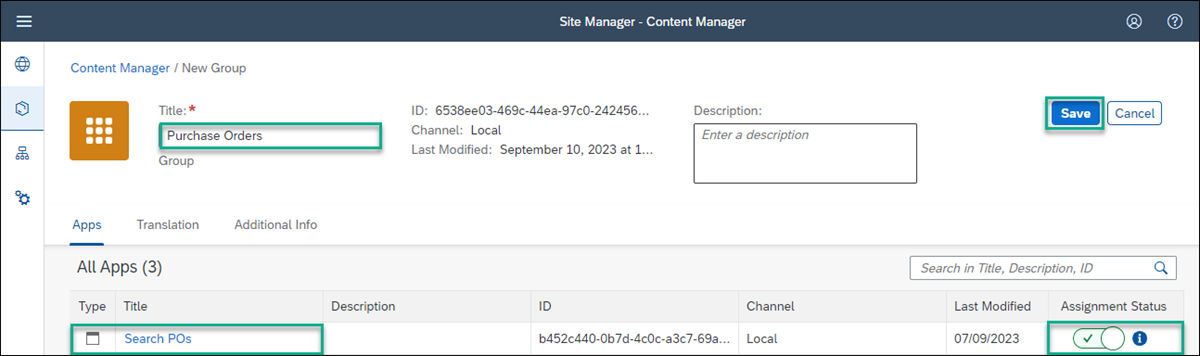 Site Manager - Content Manager
Content Manager / New Group
Title:*
Purchase Orders
Group
ID: 6538ee03-469c-44ea-97c0-242456...
Channel: Local
Last Modified: September 10, 2023 at 1...
Description:
Enter a description
Save Cancel
Apps Translation Additional Info
All Apps (3)
Search in Title, Description, ID
Type Title Description ID Channel Last Modified Assignment Status
Search POs b452c440-0b7d-4c0c-a3c7-69a... Local 07/09/2023